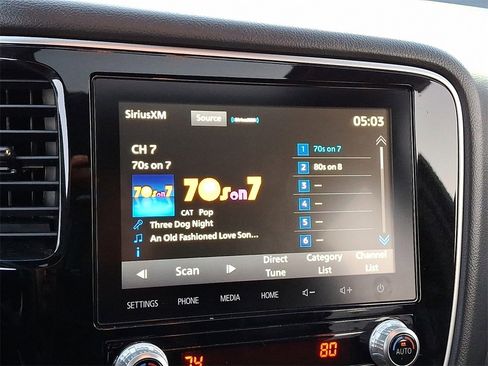 SiriusXM Source SiriusXM 05:03
CH 7
70s on 7
70s on 7
70s on 7
CAT Pop
Three Dog Night
An Old Fashioned Love Son...
1 70s on 7
2 80s on 8
3 —
4 —
5 —
6 —
Scan Direct Tune Category List Channel List
SETTINGS PHONE MEDIA HOME
74 80 AUTO